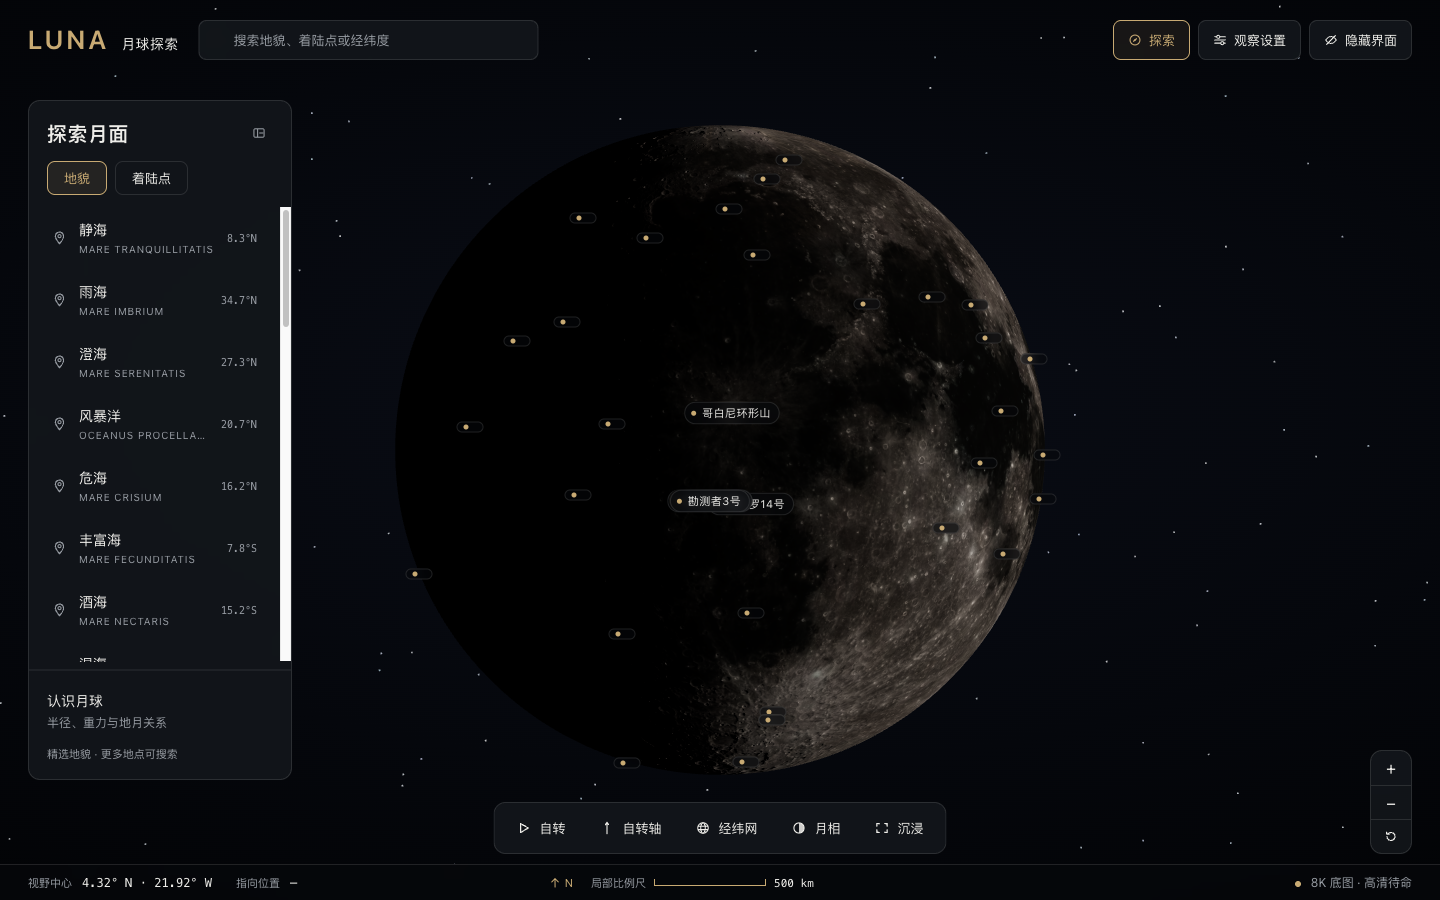 LUNA 月球探索
搜索地貌、着陆点或经纬度
探索
观察设置
隐藏界面
探索月面
地貌
着陆点
静海
MARE TRANQUILLITATIS
8.3°N
雨海
MARE IMBRIUM
34.7°N
澄海
MARE SERENITATIS
27.3°N
风暴洋
OCEANUS PROCELLA…
20.7°N
危海
MARE CRISIUM
16.2°N
丰富海
MARE FECUNDITATIS
7.8°S
酒海
MARE NECTARIS
15.2°S
认识月球
半径、重力与地月关系
精选地貌 · 更多地点可搜索
哥白尼环形山
勘测者3号
罗14号
自转
自转轴
经纬网
月相
沉浸
+
−
视野中心 4.32° N · 21.92° W 指向位置 —
↑ N 局部比例尺 500 km
8K 底图 · 高清待命